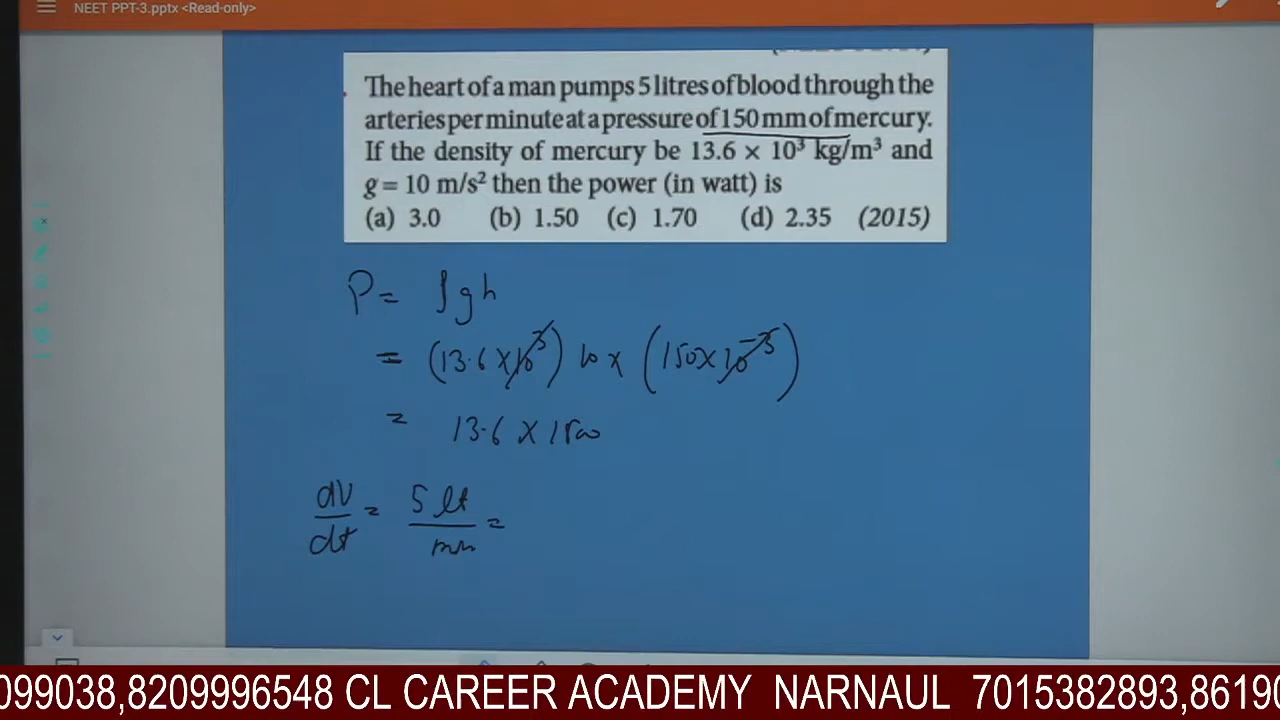 NEET PPT-3.pptx <Read-only>
The heart of a man pumps 5 litres of blood through the
arteries per minute at a pressure of 150 mm of mercury.
If the density of mercury be 13.6 × 10³ kg/m³ and
g = 10 m/s² then the power (in watt) is
(a) 3.0 (b) 1.50 (c) 1.70 (d) 2.35 (2015)
P = ρgh
= (13.6 × 10³) 10 × (150 × 10⁻³)
= 13.6 × 1500
dV/dt = 5 lt/min =
099038,8209996548 CL CAREER ACADEMY NARNAUL 7015382893,8619